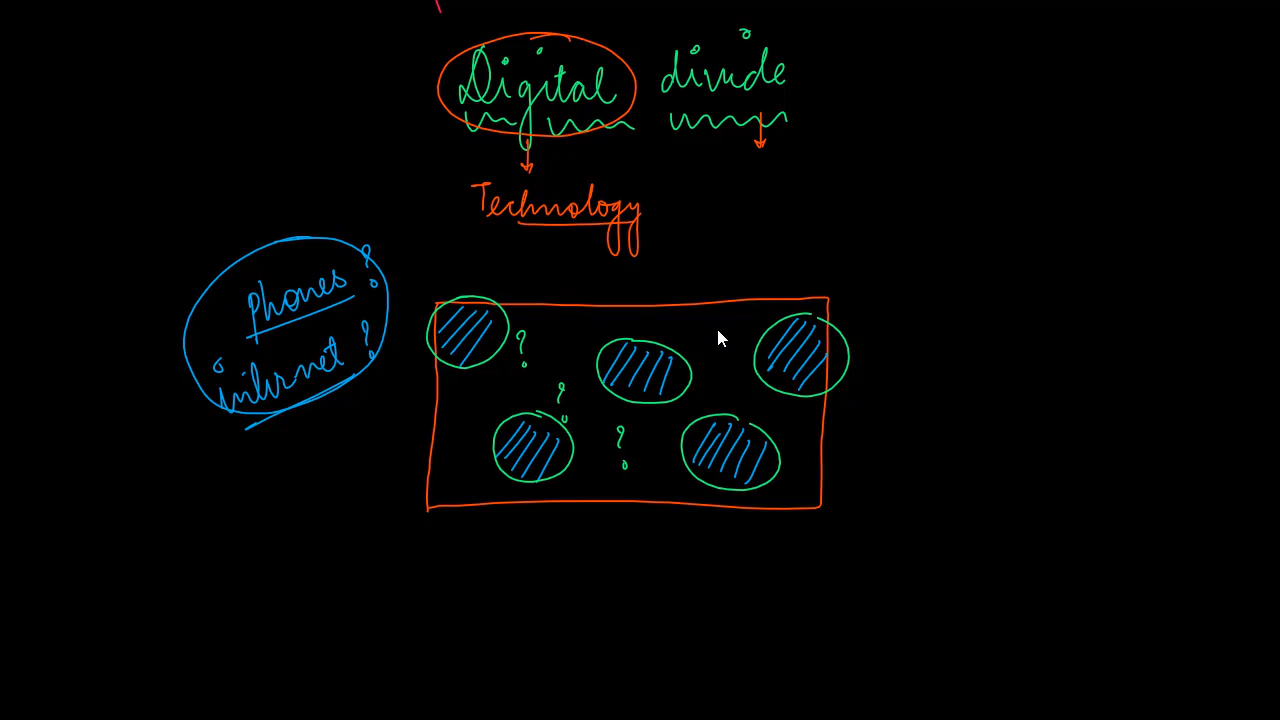 Digital divide
Technology
phones?
internet?
?
?
?